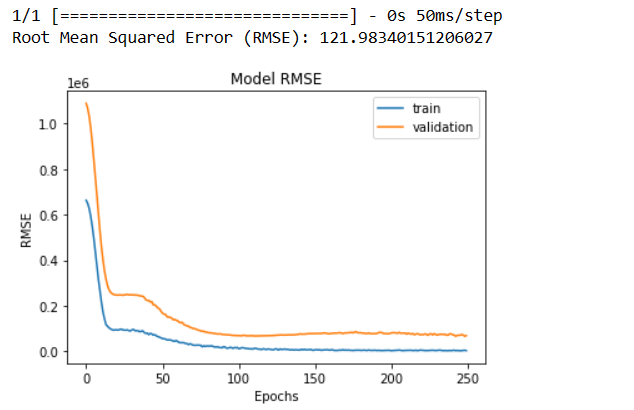 1/1 [==============================] - 0s 50ms/step
Root Mean Squared Error (RMSE): 121.98340151206027
Model RMSE
1e6
train
validation
1.0
0.8
0.6
0.4
0.2
0.0
RMSE
0 50 100 150 200 250
Epochs